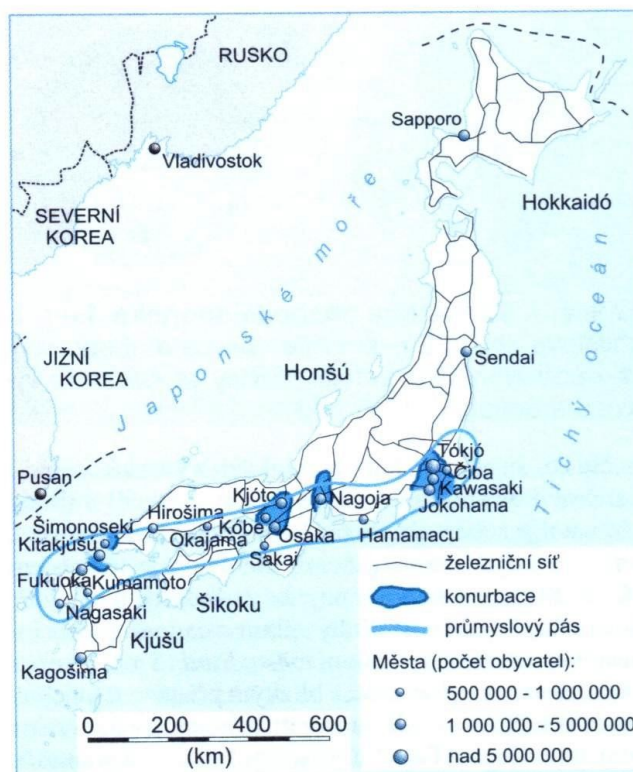 RUSKO
Sapporo
Vladivostok
Hokkaidó
SEVERNÍ
KOREA
Japonské moře
Tichý oceán
Sendai
JIŽNÍ
KOREA
Honšú
Pusan
Tókjó
Čiba
Kawasaki
Jokohama
Kjóto
Nagoja
Hirošima
Šimonoseki
Kóbe
Ósaka
Hamamacu
Kitakjúšú
Okajama
Sakai
Fukuoka
Kumamoto
Nagasaki
Šikoku
Kjúšú
Kagošima
železniční síť
konurbace
průmyslový pás
Města (počet obyvatel):
500 000 - 1 000 000
1 000 000 - 5 000 000
nad 5 000 000
0 200 400 600
(km)